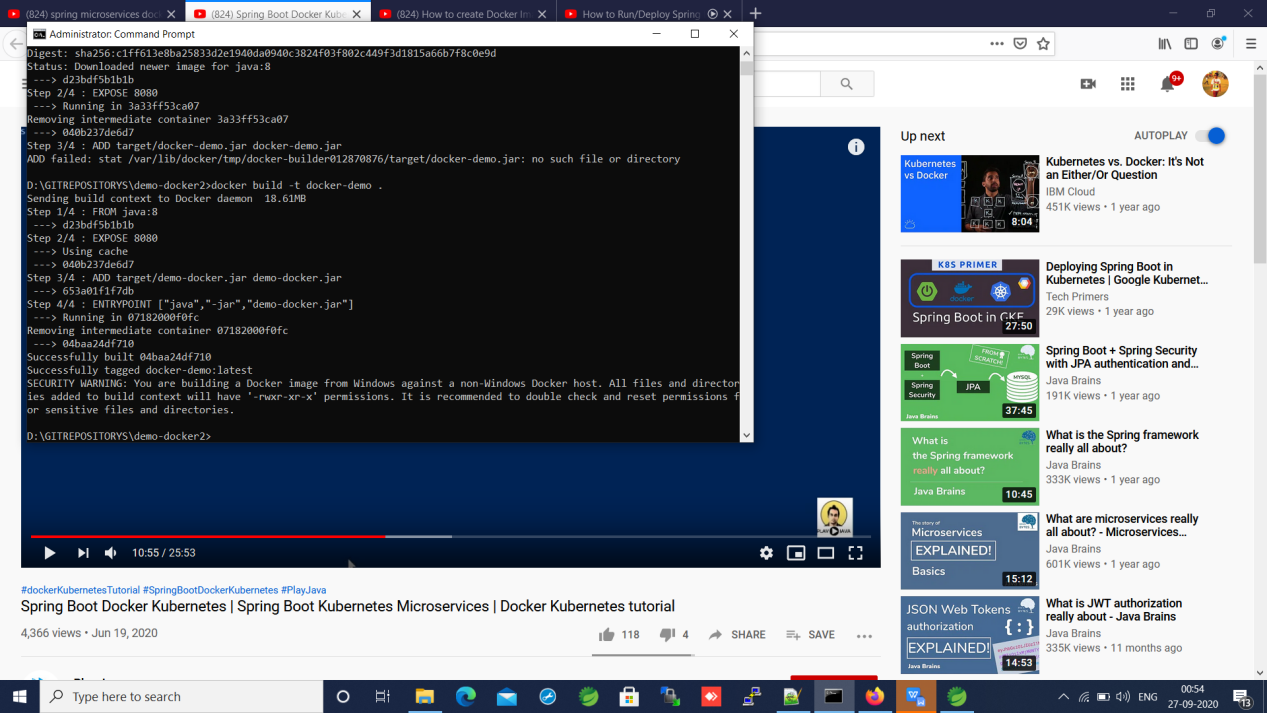 (824) spring microservices doc
(824) Spring Boot Docker Kube
(824) How to create Docker Im
How to Run/Deploy Spring
Administrator: Command Prompt
Digest: sha256:c1ff613e8ba25833d2e1940da0940c3824f03f802c449f3d1815a66b7f8c0e9d
Status: Downloaded newer image for java:8
---> d23bdf5b1b1b
Step 2/4 : EXPOSE 8080
---> Running in 3a33ff53ca07
Removing intermediate container 3a33ff53ca07
---> 040b237de6d7
Step 3/4 : ADD target/docker-demo.jar docker-demo.jar
ADD failed: stat /var/lib/docker/tmp/docker-builder012870876/target/docker-demo.jar: no such file or directory
D:\GITREPOSITORYS\demo-docker2>docker build -t docker-demo .
Sending build context to Docker daemon  18.61MB
Step 1/4 : FROM java:8
---> d23bdf5b1b1b
Step 2/4 : EXPOSE 8080
---> Using cache
---> 040b237de6d7
Step 3/4 : ADD target/demo-docker.jar demo-docker.jar
---> 653a01f1f7db
Step 4/4 : ENTRYPOINT ["java","-jar","demo-docker.jar"]
---> Running in 07182000f0fc
Removing intermediate container 07182000f0fc
---> 04baa24df710
Successfully built 04baa24df710
Successfully tagged docker-demo:latest
SECURITY WARNING: You are building a Docker image from Windows against a non-Windows Docker host. All files and director
ies added to build context will have '-rwxr-xr-x' permissions. It is recommended to double check and reset permissions f
or sensitive files and directories.
D:\GITREPOSITORYS\demo-docker2>
9+
10:55 / 25:53
#dockerKubernetesTutorial #SpringBootDockerKubernetes #PlayJava
Spring Boot Docker Kubernetes | Spring Boot Kubernetes Microservices | Docker Kubernetes tutorial
4,366 views • Jun 19, 2020
118
4
SHARE
SAVE
Up next
AUTOPLAY
Kubernetes
vs Docker
8:04
Kubernetes vs. Docker: It's Not
an Either/Or Question
IBM Cloud
451K views • 1 year ago
K8S PRIMER
docker
Spring Boot in GKE
27:50
Deploying Spring Boot in
Kubernetes | Google Kubernet...
Tech Primers
29K views • 1 year ago
FROM
SCRATCH!
Spring
Boot
+
Spring
Security
JPA
MYSQL
Java Brains
37:45
Spring Boot + Spring Security
with JPA authentication and...
Java Brains
191K views • 1 year ago
What is
the Spring framework
really all about?
Java Brains
10:45
What is the Spring framework
really all about?
Java Brains
333K views • 1 year ago
The story of
Microservices
EXPLAINED!
Basics
15:12
What are microservices really
all about? - Microservices...
Java Brains
601K views • 1 year ago
JSON Web Tokens
authorization
{:}
EXPLAINED!
Java Brains
14:53
What is JWT authorization
really about - Java Brains
Java Brains
335K views • 11 months ago
Type here to search
ENG
00:54
27-09-2020
13